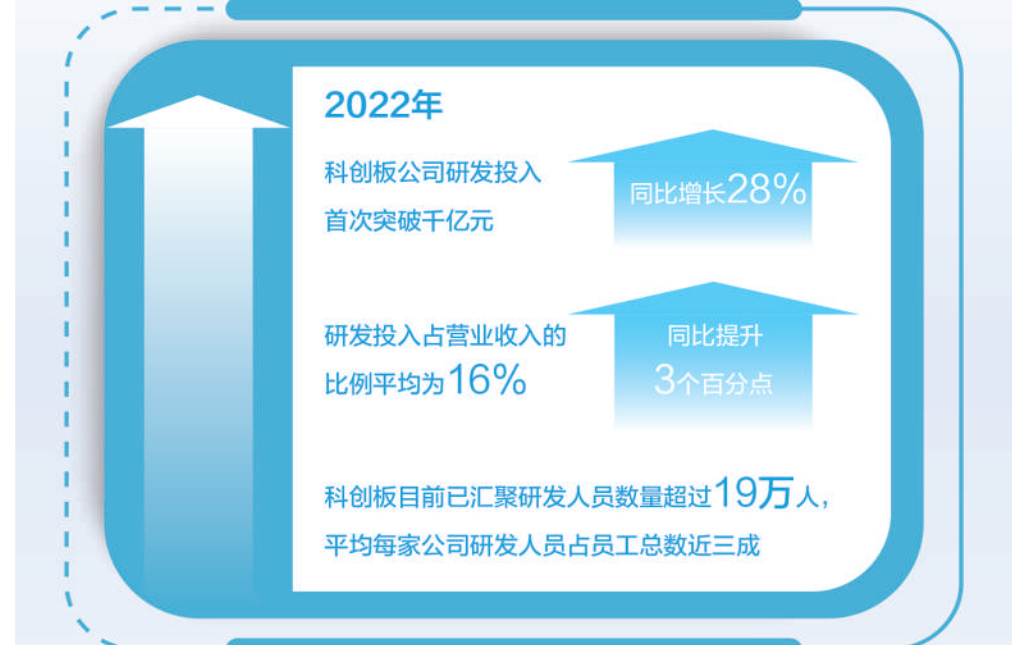 2022年
科创板公司研发投入
首次突破千亿元
同比增长28%
研发投入占营业收入的
比例平均为16%
同比提升
3个百分点
科创板目前已汇聚研发人员数量超过19万人，
平均每家公司研发人员占员工总数近三成